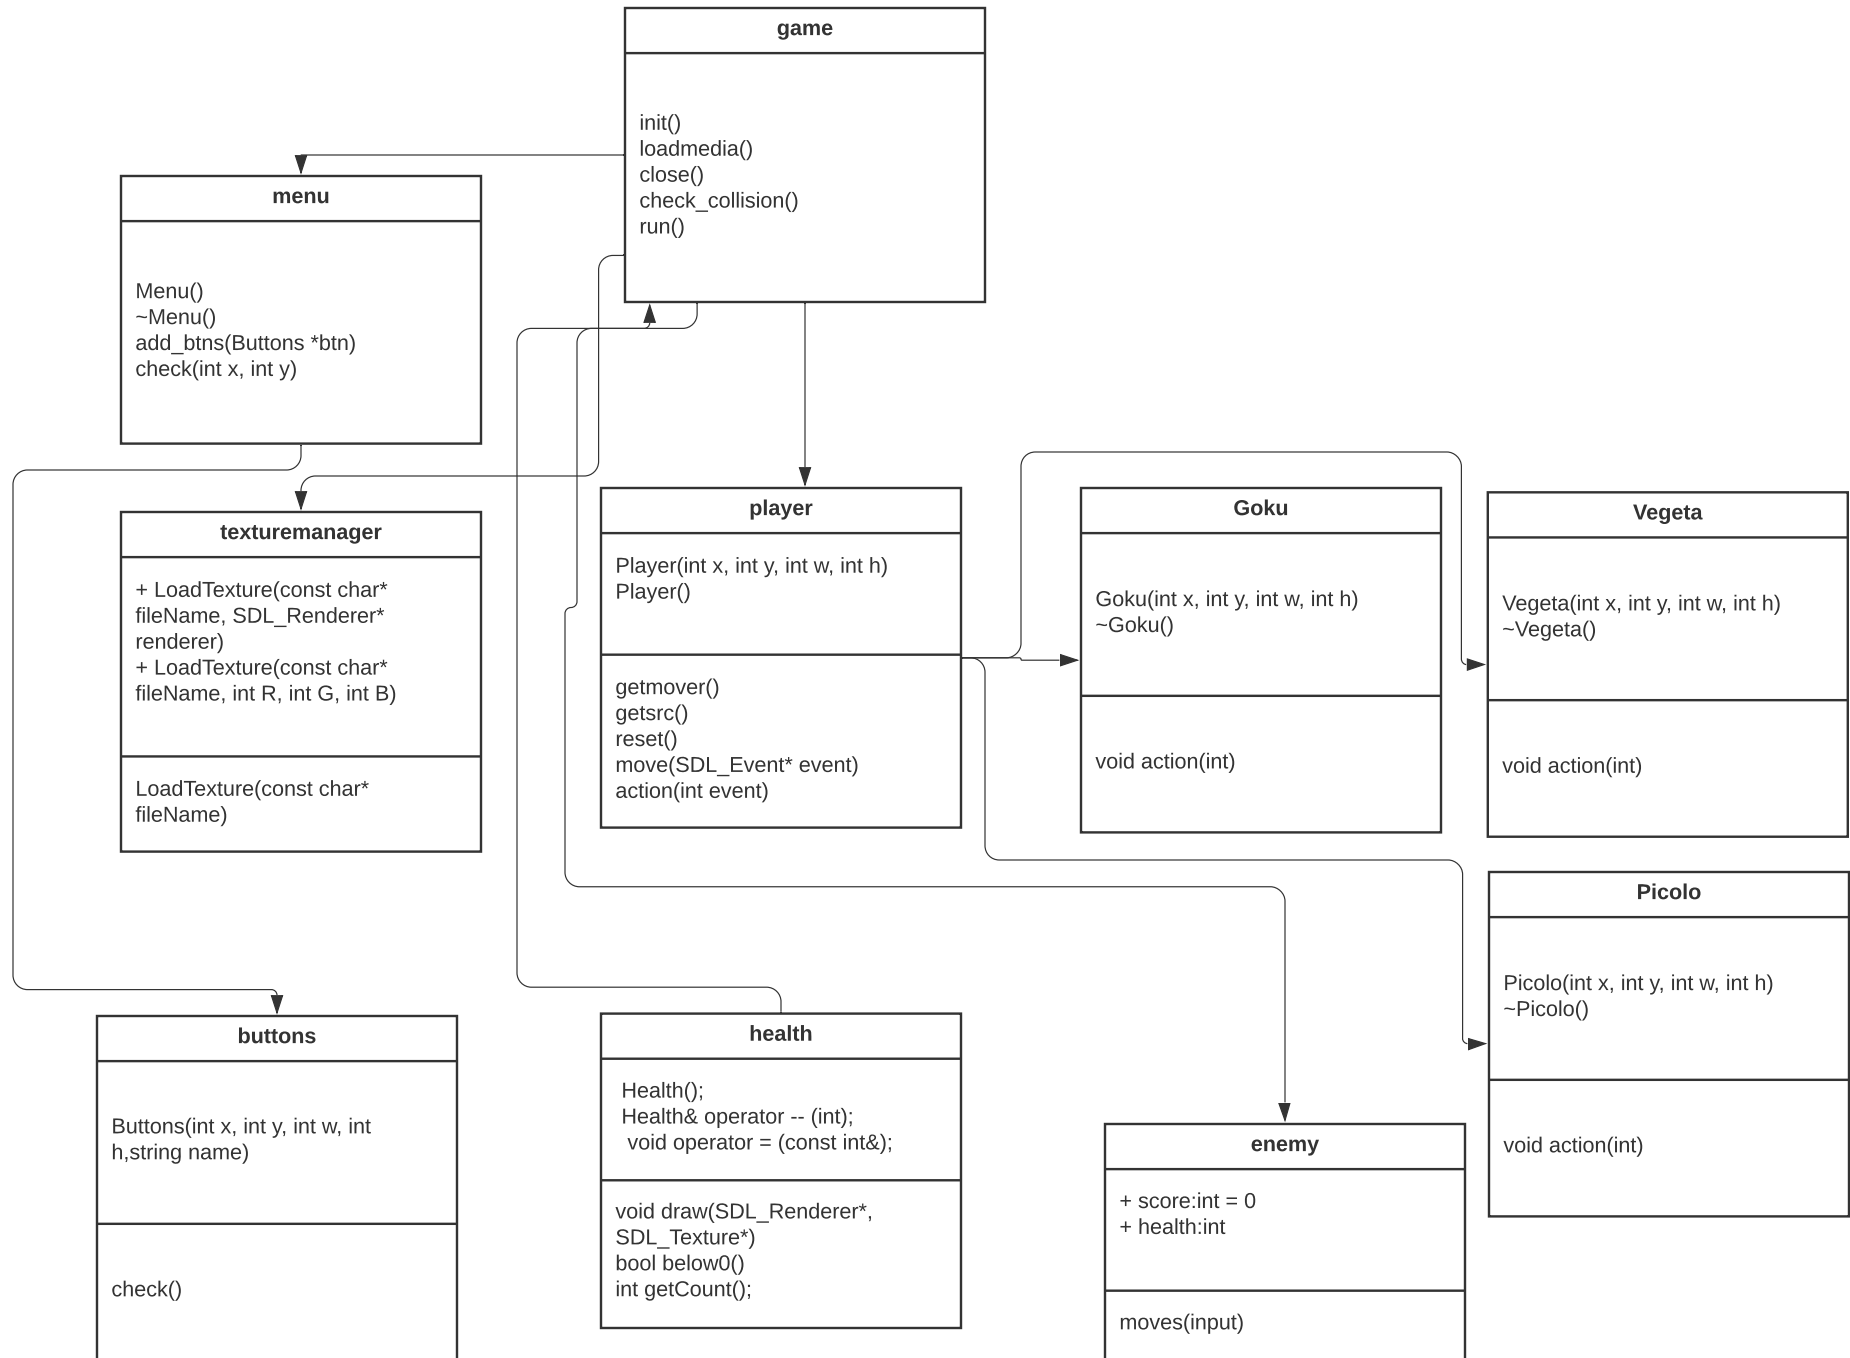 game
init()
loadmedia()
close()
check_collision()
run()
menu
Menu()
~Menu()
add_btns(Buttons *btn)
check(int x, int y)
texturemanager
+ LoadTexture(const char*
fileName, SDL_Renderer*
renderer)
+ LoadTexture(const char*
fileName, int R, int G, int B)
LoadTexture(const char*
fileName)
player
Player(int x, int y, int w, int h)
Player()
getmover()
getsrc()
reset()
move(SDL_Event* event)
action(int event)
Goku
Goku(int x, int y, int w, int h)
~Goku()
void action(int)
Vegeta
Vegeta(int x, int y, int w, int h)
~Vegeta()
void action(int)
Picolo
Picolo(int x, int y, int w, int h)
~Picolo()
void action(int)
buttons
Buttons(int x, int y, int w, int
h,string name)
check()
health
Health();
Health& operator -- (int);
void operator = (const int&);
void draw(SDL_Renderer*,
SDL_Texture*)
bool below0()
int getCount();
enemy
+ score:int = 0
+ health:int
moves(input)